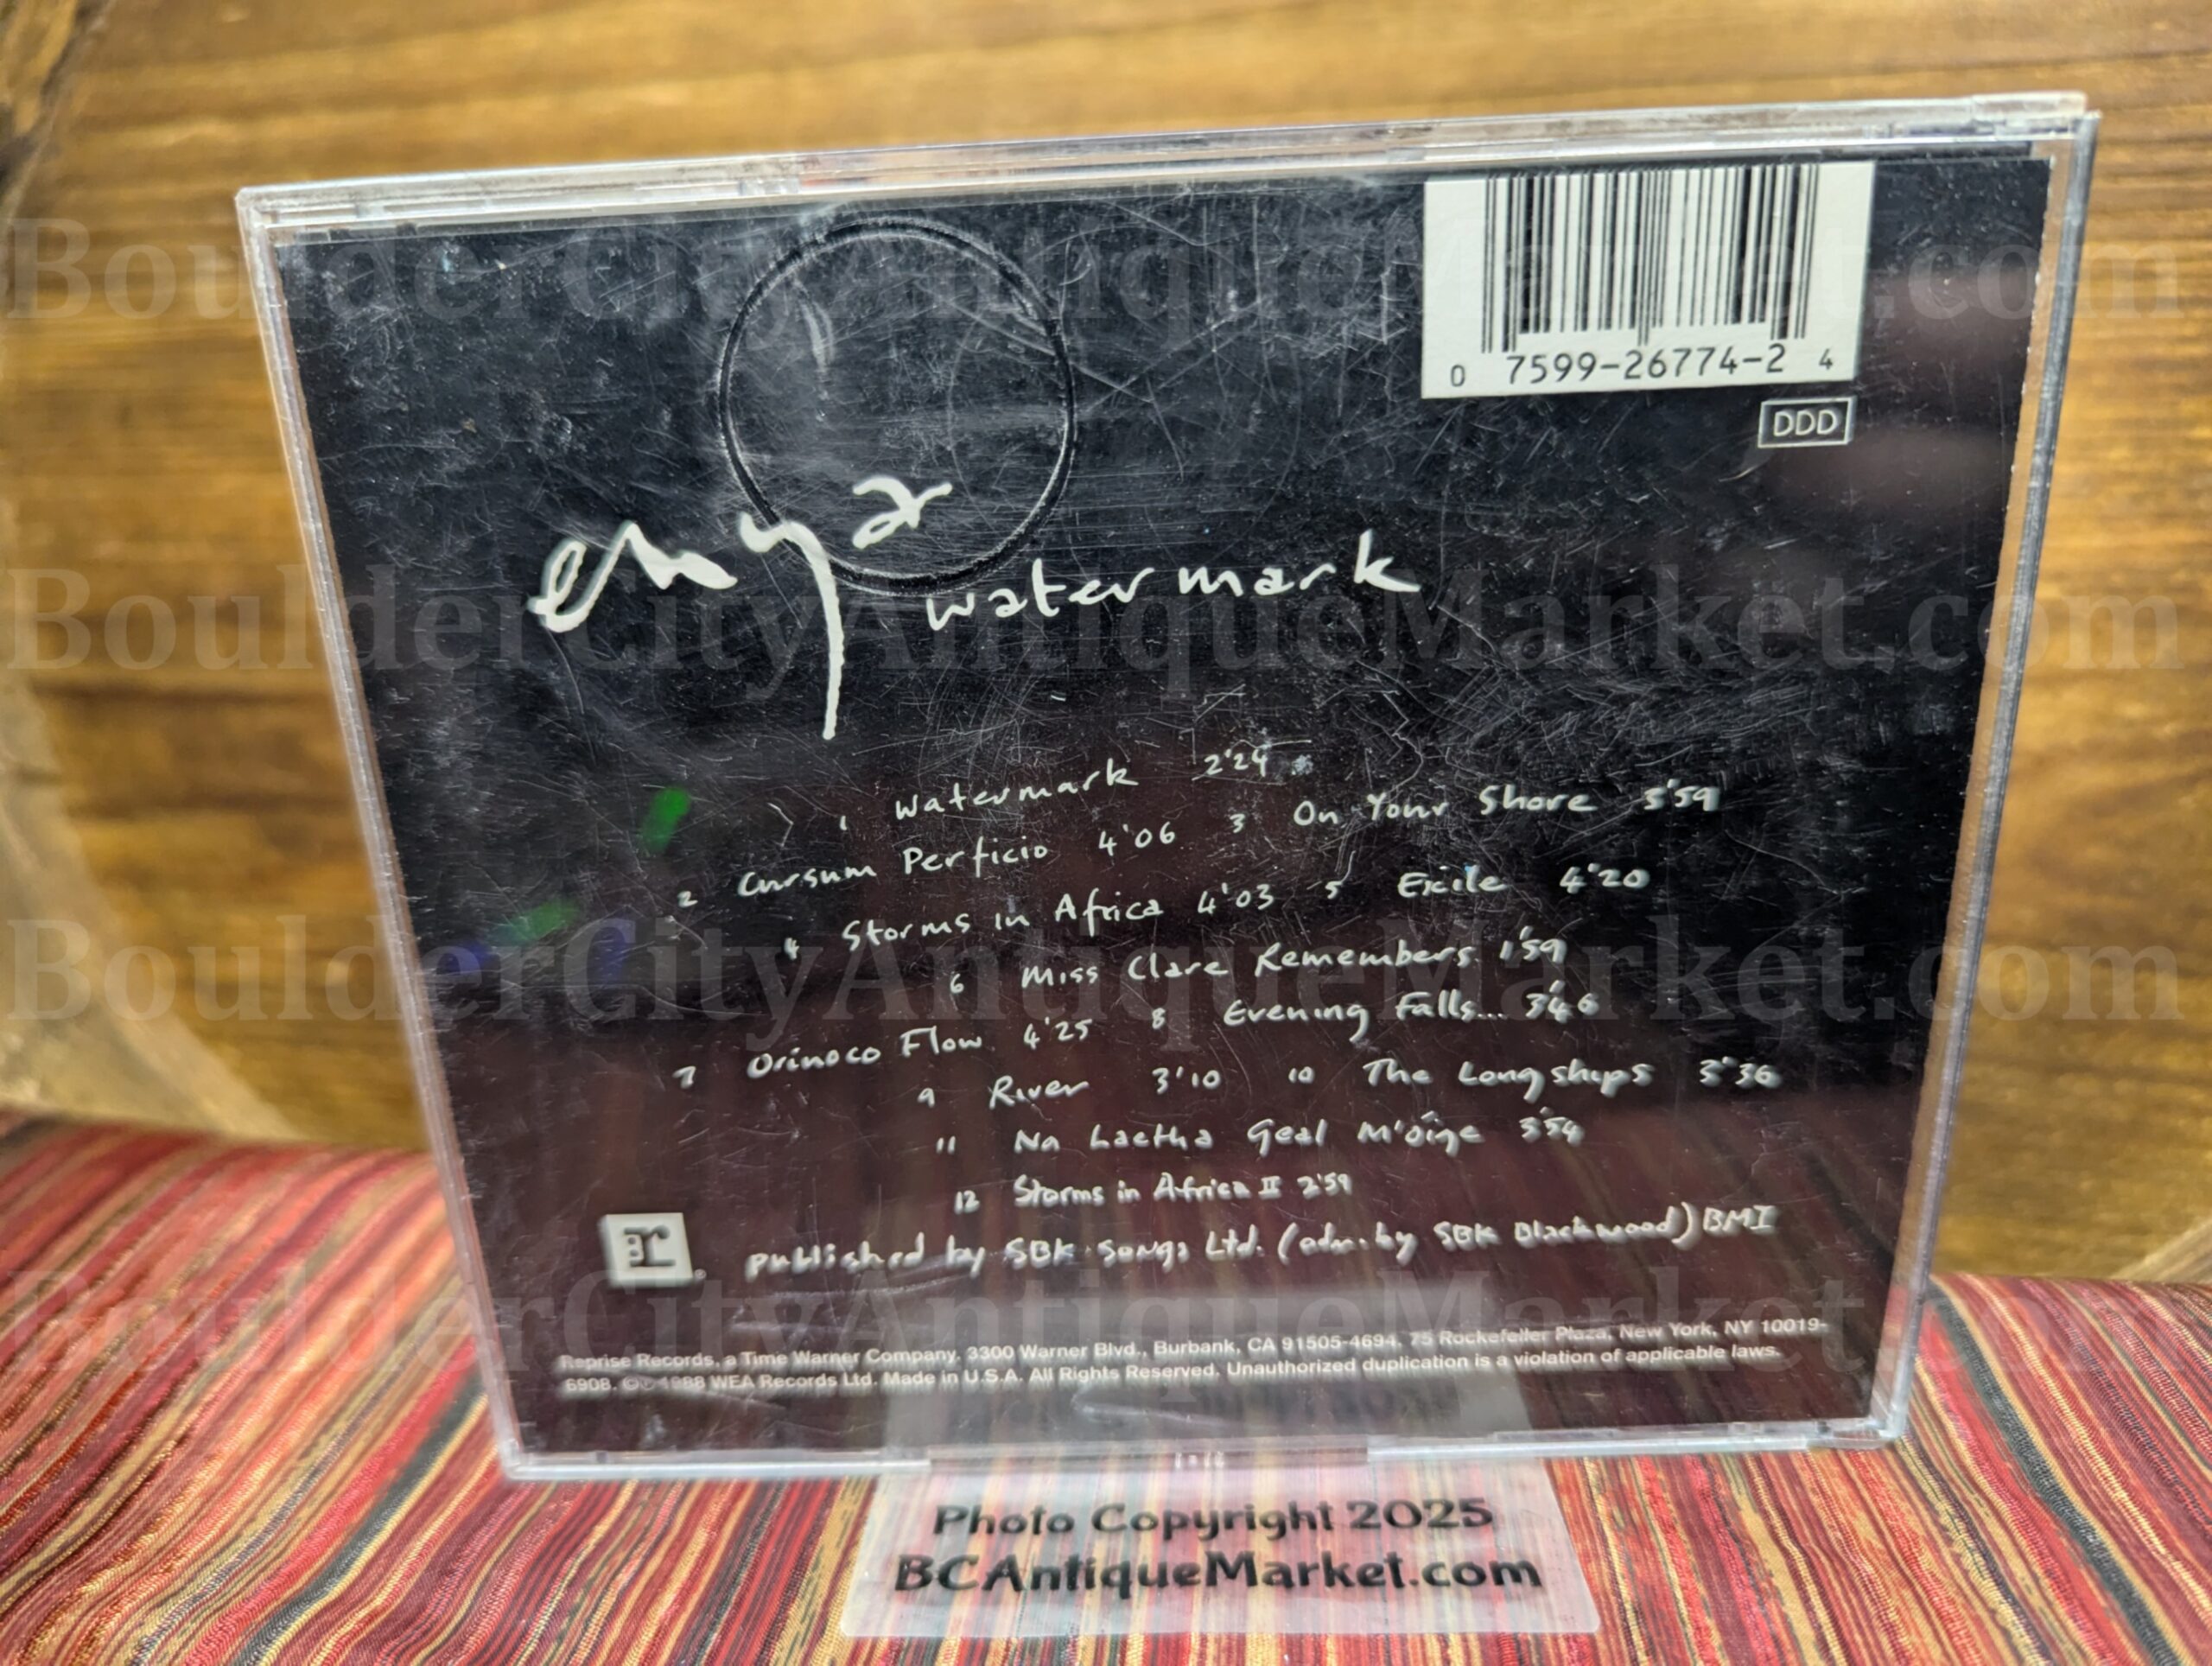 0 7599-26774-2 4
DDD
enya
watermark
1 Watermark 2'24
2 Cursum Perficio 4'06 3 On Your Shore 3'59
4 Storms in Africa 4'03 5 Exile 4'20
6 Miss Clare Remembers 1'59
7 Orinoco Flow 4'25 8 Evening Falls... 3'46
9 River 3'10 10 The Longships 3'36
11 Na Laetha Geal M'óige 3'54
12 Storms in Africa II 2'59
r
published by SBK Songs Ltd. (adm. by SBK Blackwood) BMI
Reprise Records, a Time Warner Company, 3300 Warner Blvd., Burbank, CA 91505-4694, 75 Rockefeller Plaza, New York, NY 10019-
6908. ©℗ 1988 WEA Records Ltd. Made in U.S.A. All Rights Reserved. Unauthorized duplication is a violation of applicable laws.
Photo Copyright 2025
BCAntiqueMarket.com
BoulderCityAntiqueMarket.com
BoulderCityAntiqueMarket.com
BoulderCityAntiqueMarket.com
BoulderCityAntiqueMarket.com